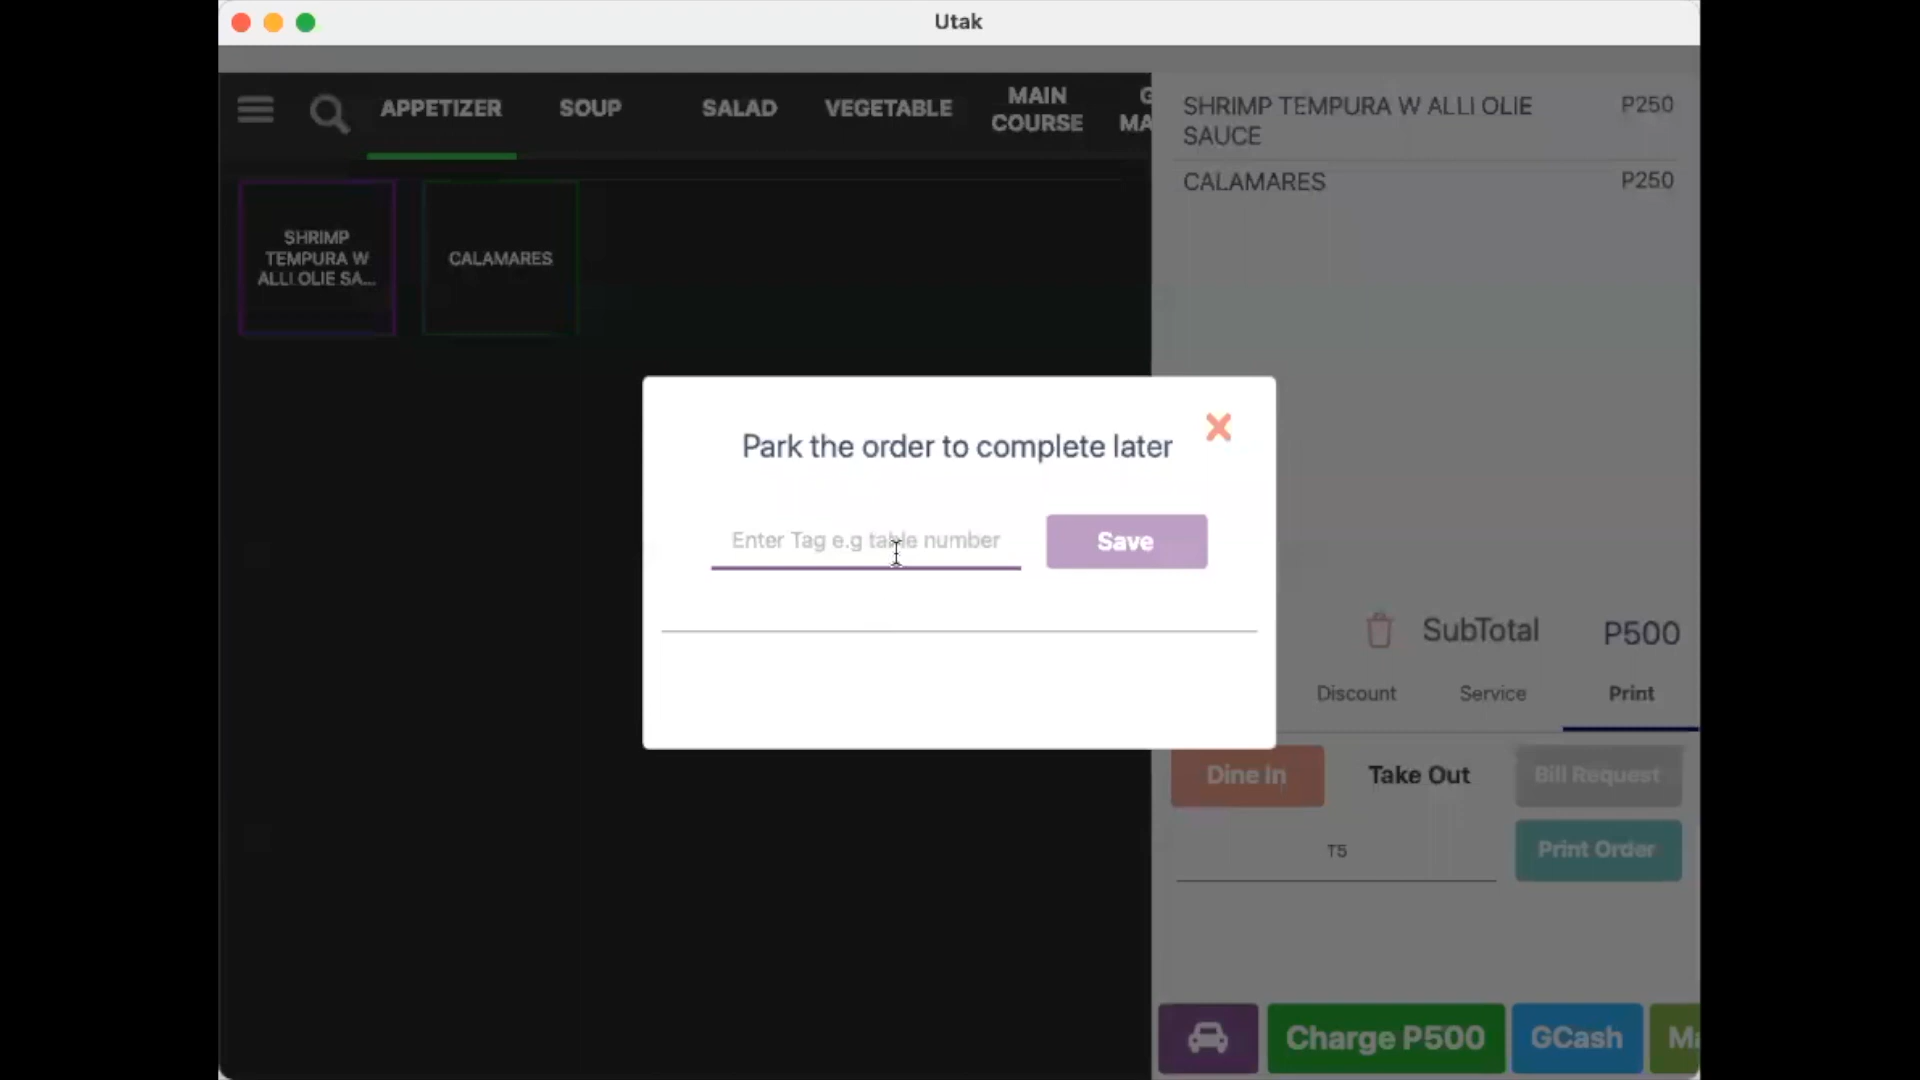 Utak
APPETIZER
SOUP
SALAD
VEGETABLE
MAIN
COURSE
MA
SHRIMP TEMPURA W ALLI OLIE
SAUCE
P250
CALAMARES
P250
SHRIMP
TEMPURA W
ALLI OLIE SA...
CALAMARES
Park the order to complete later
Enter Tag e.g table number
Save
SubTotal
P500
Discount
Service
Print
Dine In
Take Out
Bill Request
T5
Print Order
Charge P500
GCash
Ma